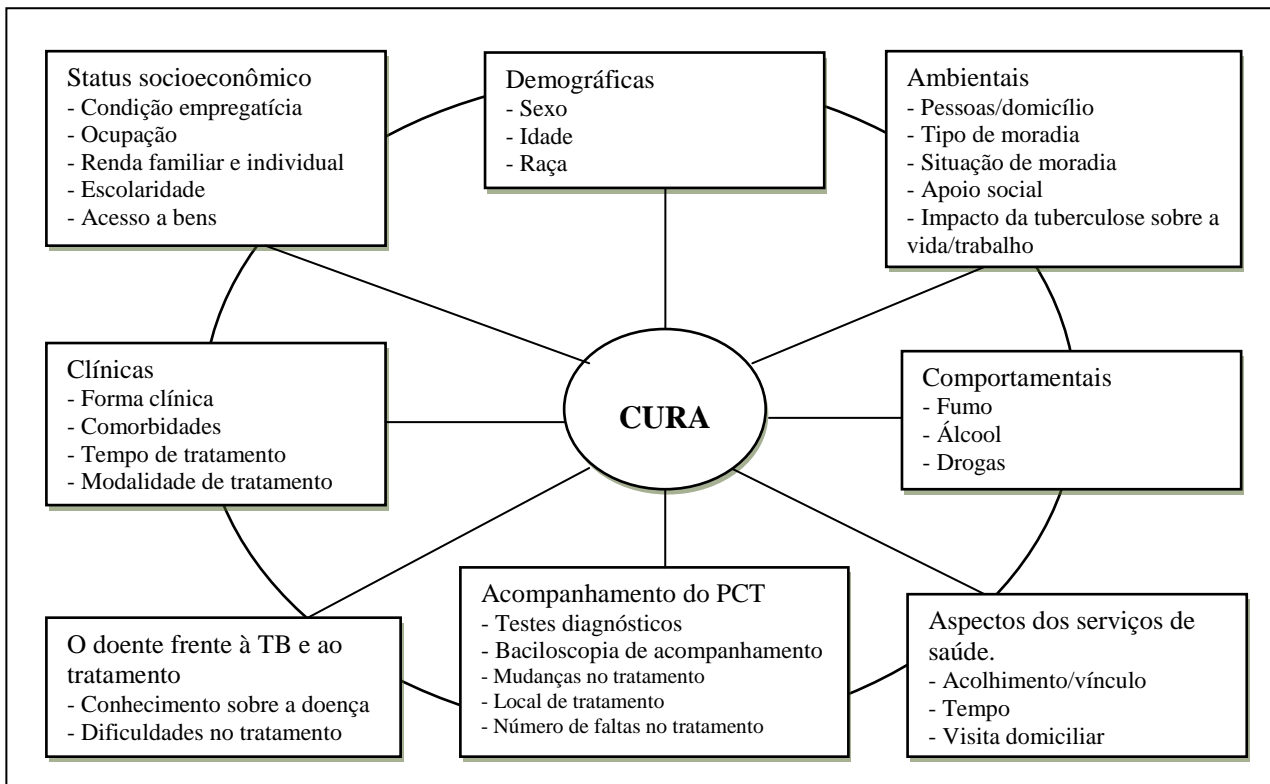 Status socioeconômico
- Condição empregatícia
- Ocupação
- Renda familiar e individual
- Escolaridade
- Acesso a bens
Demográficas
- Sexo
- Idade
- Raça
Ambientais
- Pessoas/domicílio
- Tipo de moradia
- Situação de moradia
- Apoio social
- Impacto da tuberculose sobre a
vida/trabalho
Clínicas
- Forma clínica
- Comorbidades
- Tempo de tratamento
- Modalidade de tratamento
CURA
Comportamentais
- Fumo
- Álcool
- Drogas
O doente frente à TB e ao
tratamento
- Conhecimento sobre a doença
- Dificuldades no tratamento
Acompanhamento do PCT
- Testes diagnósticos
- Baciloscopia de acompanhamento
- Mudanças no tratamento
- Local de tratamento
- Número de faltas no tratamento
Aspectos dos serviços de
saúde.
- Acolhimento/vínculo
- Tempo
- Visita domiciliar